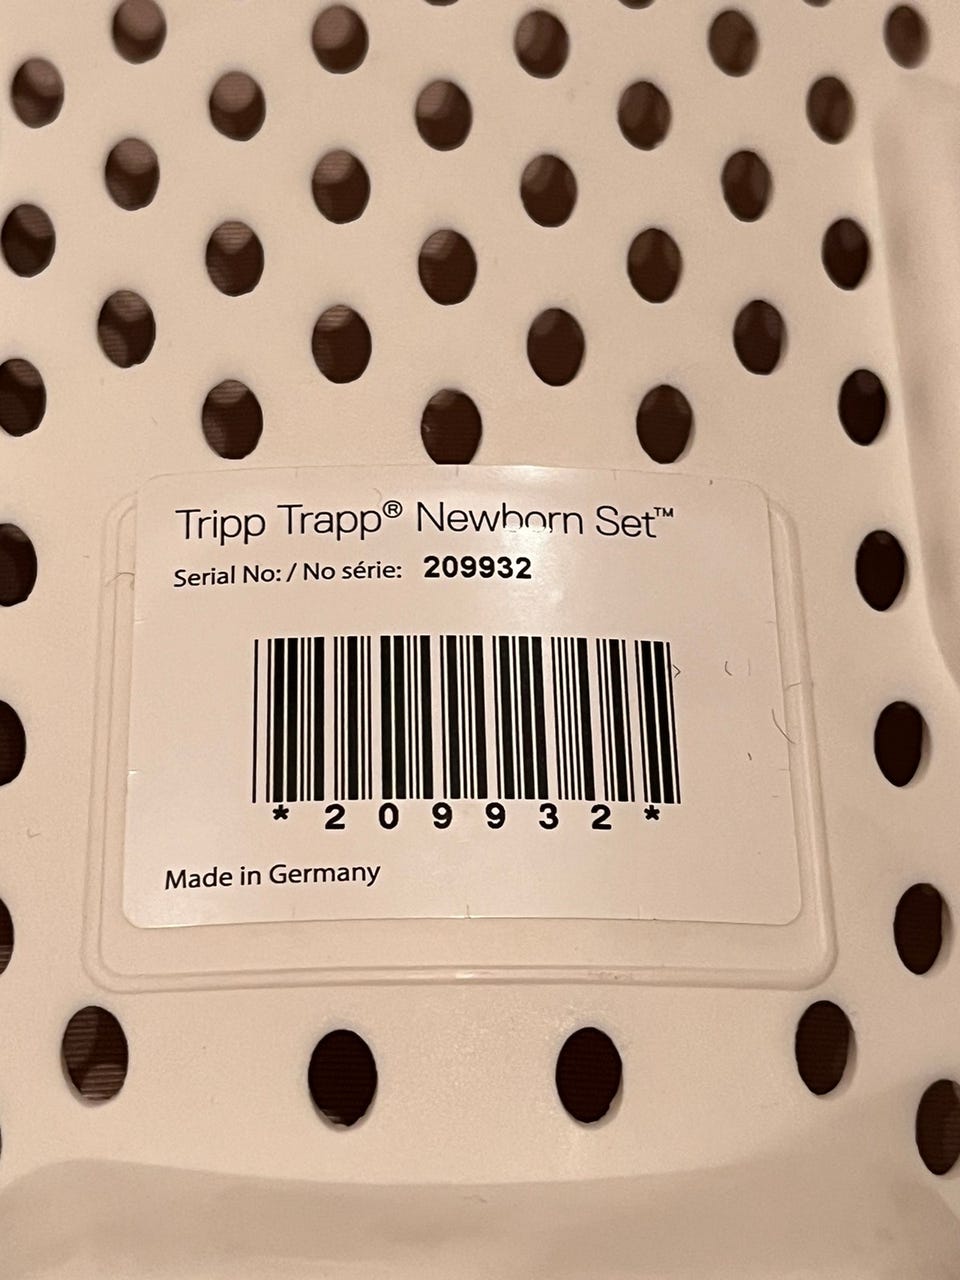 Tripp Trapp® Newborn Set™
Serial No: / No série: 209932
*209932*
Made in Germany